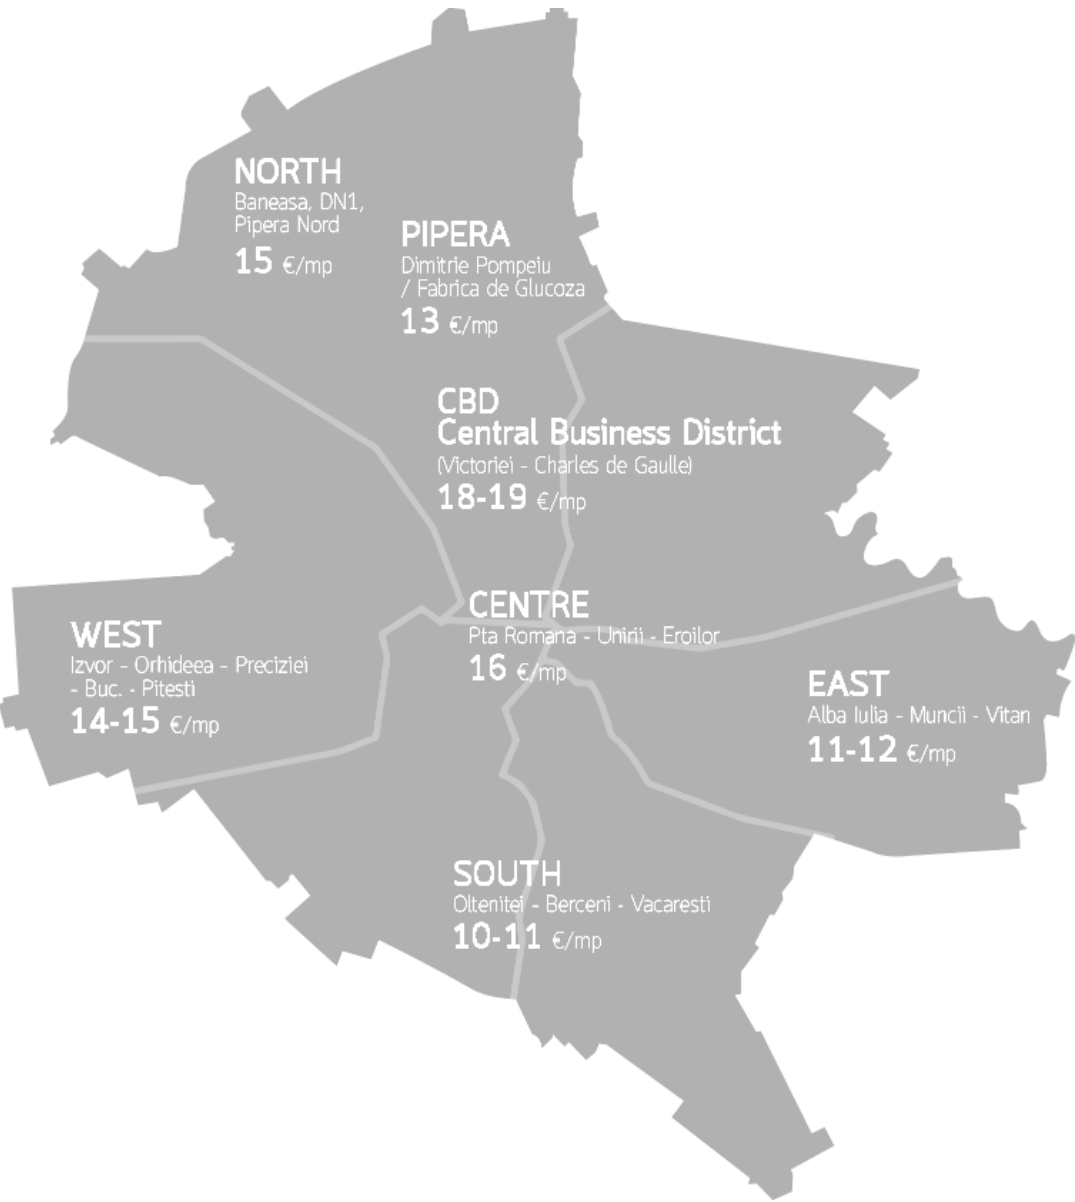 NORTH
Baneasa, DN1,
Pipera Nord
15 €/mp
PIPERA
Dimitrie Pompeiu
/ Fabrica de Glucoza
13 €/mp
CBD
Central Business District
(Victoriei - Charles de Gaulle)
18-19 €/mp
CENTRE
Pta Romana - Unirii - Eroilor
16 €/mp
WEST
Izvor - Orhideea - Preciziei
- Buc. - Pitesti
14-15 €/mp
EAST
Alba Iulia - Muncii - Vitan
11-12 €/mp
SOUTH
Oltenitei - Berceni - Vacaresti
10-11 €/mp